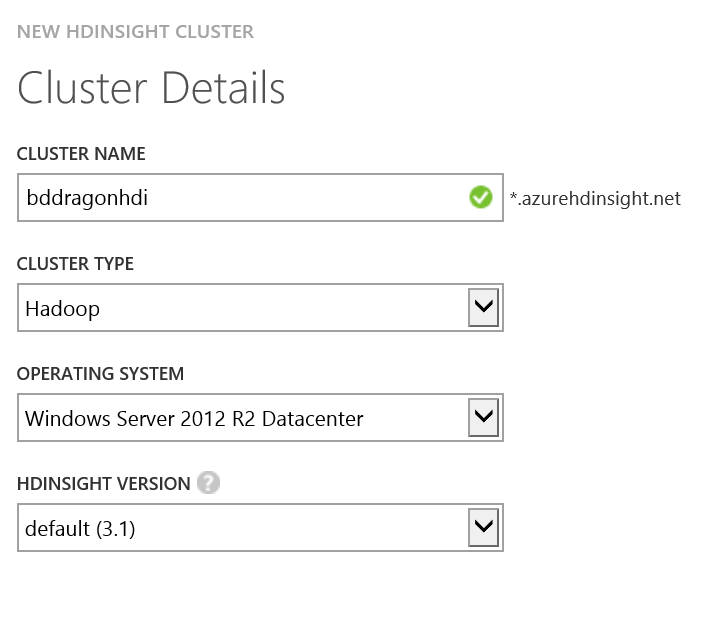 NEW HDINSIGHT CLUSTER
Cluster Details
CLUSTER NAME
bddragonhdi *.azurehdinsight.net
CLUSTER TYPE
Hadoop
OPERATING SYSTEM
Windows Server 2012 R2 Datacenter
HDINSIGHT VERSION ?
default (3.1)